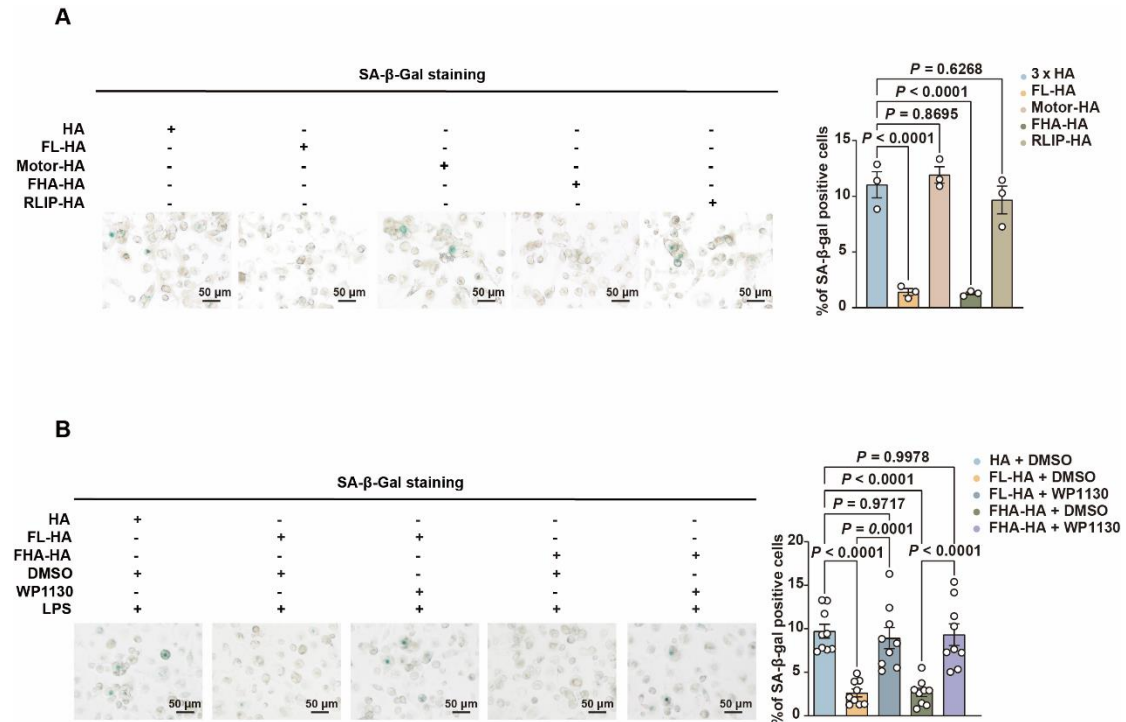 A
SA-β-Gal staining
HA + - - - -
FL-HA - + - - -
Motor-HA - - + - -
FHA-HA - - - + -
RLIP-HA - - - - +
50 μm 50 μm 50 μm 50 μm 50 μm
P = 0.6268
P < 0.0001
P = 0.8695
P < 0.0001
15
10
5
0
%of SA-β-gal positive cells
3 x HA
FL-HA
Motor-HA
FHA-HA
RLIP-HA
B
SA-β-Gal staining
HA + - - - -
FL-HA - + + - -
FHA-HA - - - + +
DMSO + + - + -
WP1130 - - + - +
LPS + + + + +
50 μm 50 μm 50 μm 50 μm 50 μm
P = 0.9978
P < 0.0001
P = 0.9717
P = 0.0001
P < 0.0001 P < 0.0001
20
15
10
5
0
%of SA-β-gal positive cells
HA + DMSO
FL-HA + DMSO
FL-HA + WP1130
FHA-HA + DMSO
FHA-HA + WP1130